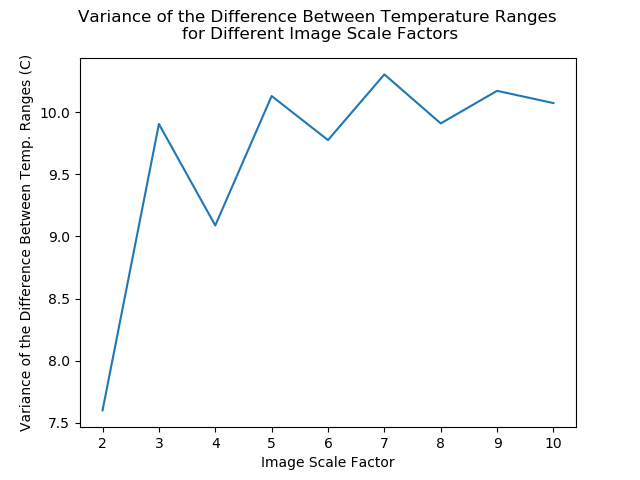 Variance of the Difference Between Temperature Ranges
for Different Image Scale Factors
Variance of the Difference Between Temp. Ranges (C)
10.0
9.5
9.0
8.5
8.0
7.5
2 3 4 5 6 7 8 9 10
Image Scale Factor